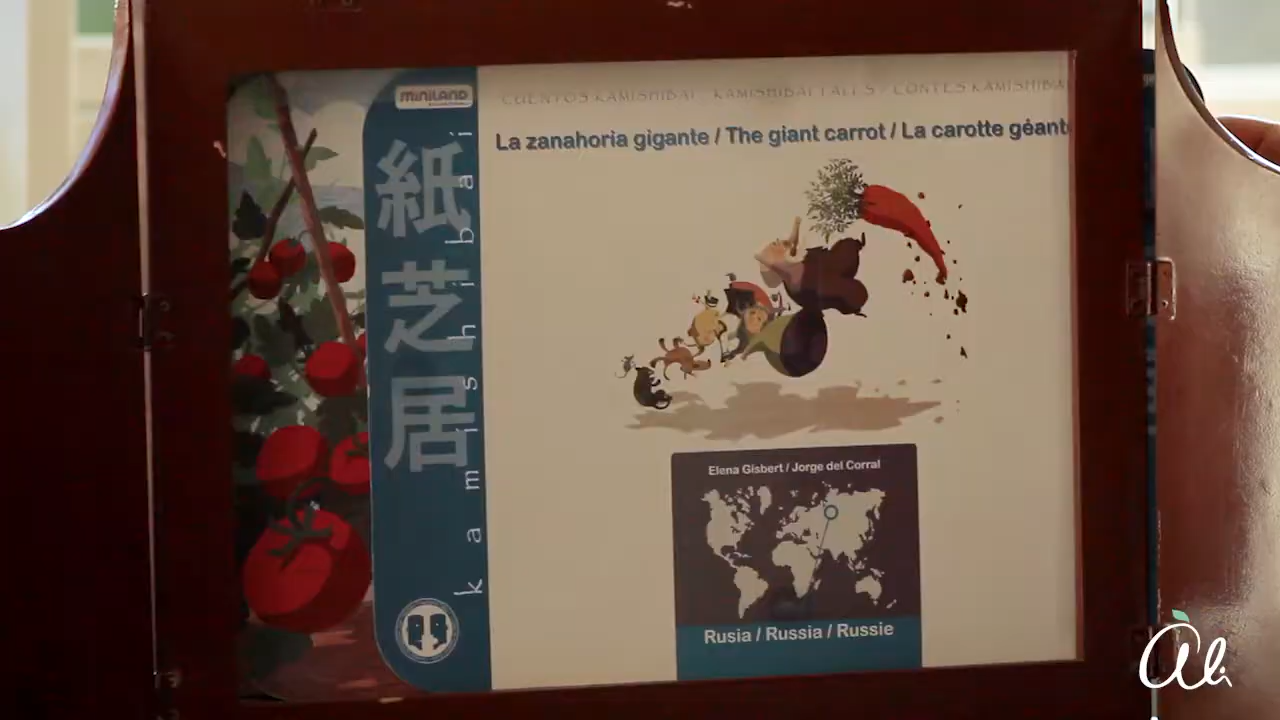 miniland
紙芝居
kamishibai
CUENTOS KAMISHIBAI · KAMISHIBAI TALES · CONTES KAMISHIBAI
La zanahoria gigante / The giant carrot / La carotte géant
Elena Gisbert / Jorge del Corral
Rusia / Russia / Russie